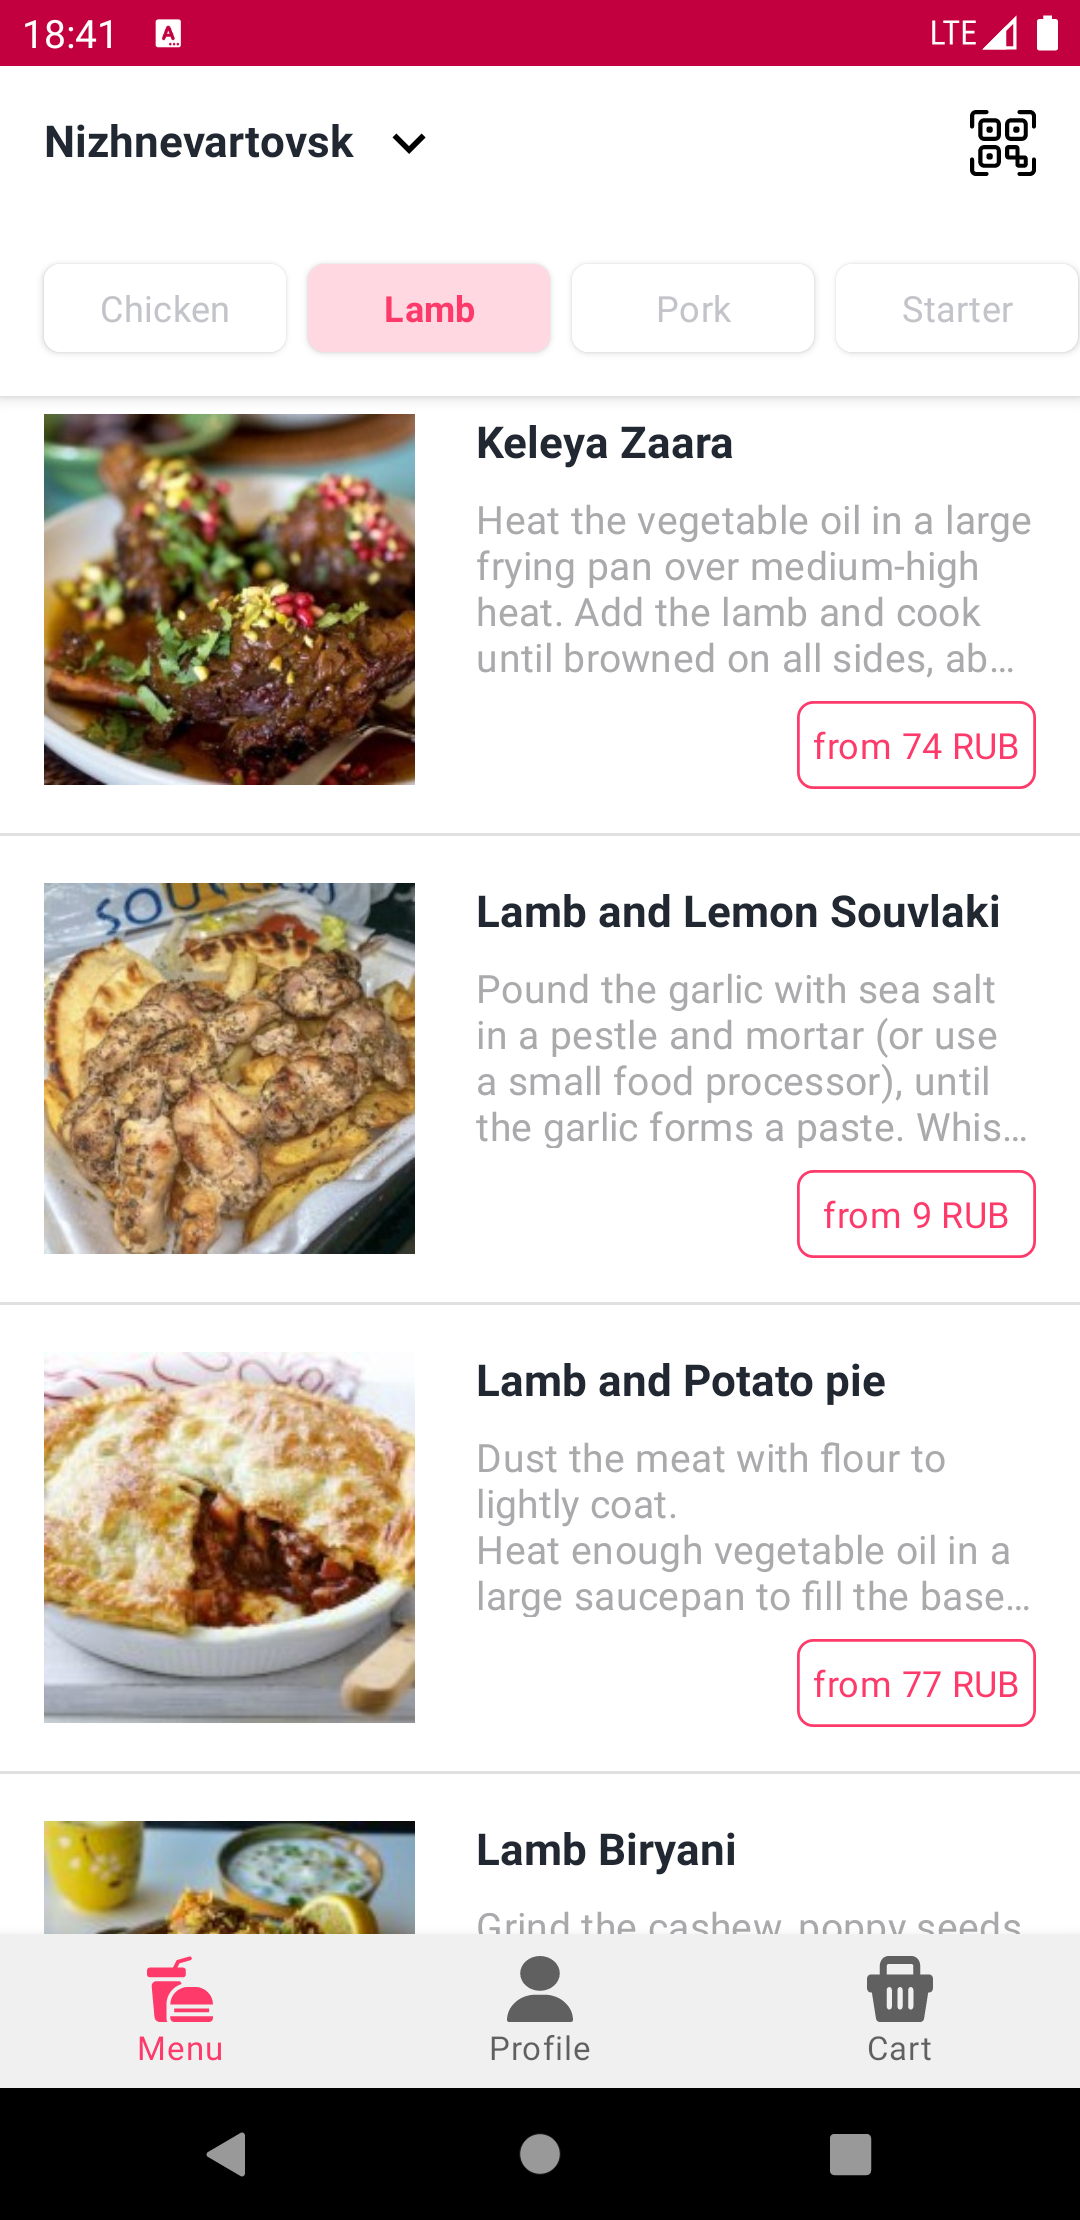 18:41
A
LTE
Nizhnevartovsk
Chicken
Lamb
Pork
Starter
Keleya Zaara
Heat the vegetable oil in a large
frying pan over medium-high
heat. Add the lamb and cook
until browned on all sides, ab…
from 74 RUB
Lamb and Lemon Souvlaki
Pound the garlic with sea salt
in a pestle and mortar (or use
a small food processor), until
the garlic forms a paste. Whis…
from 9 RUB
Lamb and Potato pie
Dust the meat with flour to
lightly coat.
Heat enough vegetable oil in a
large saucepan to fill the base…
from 77 RUB
Lamb Biryani
Grind the cashew, poppy seeds
Menu
Profile
Cart